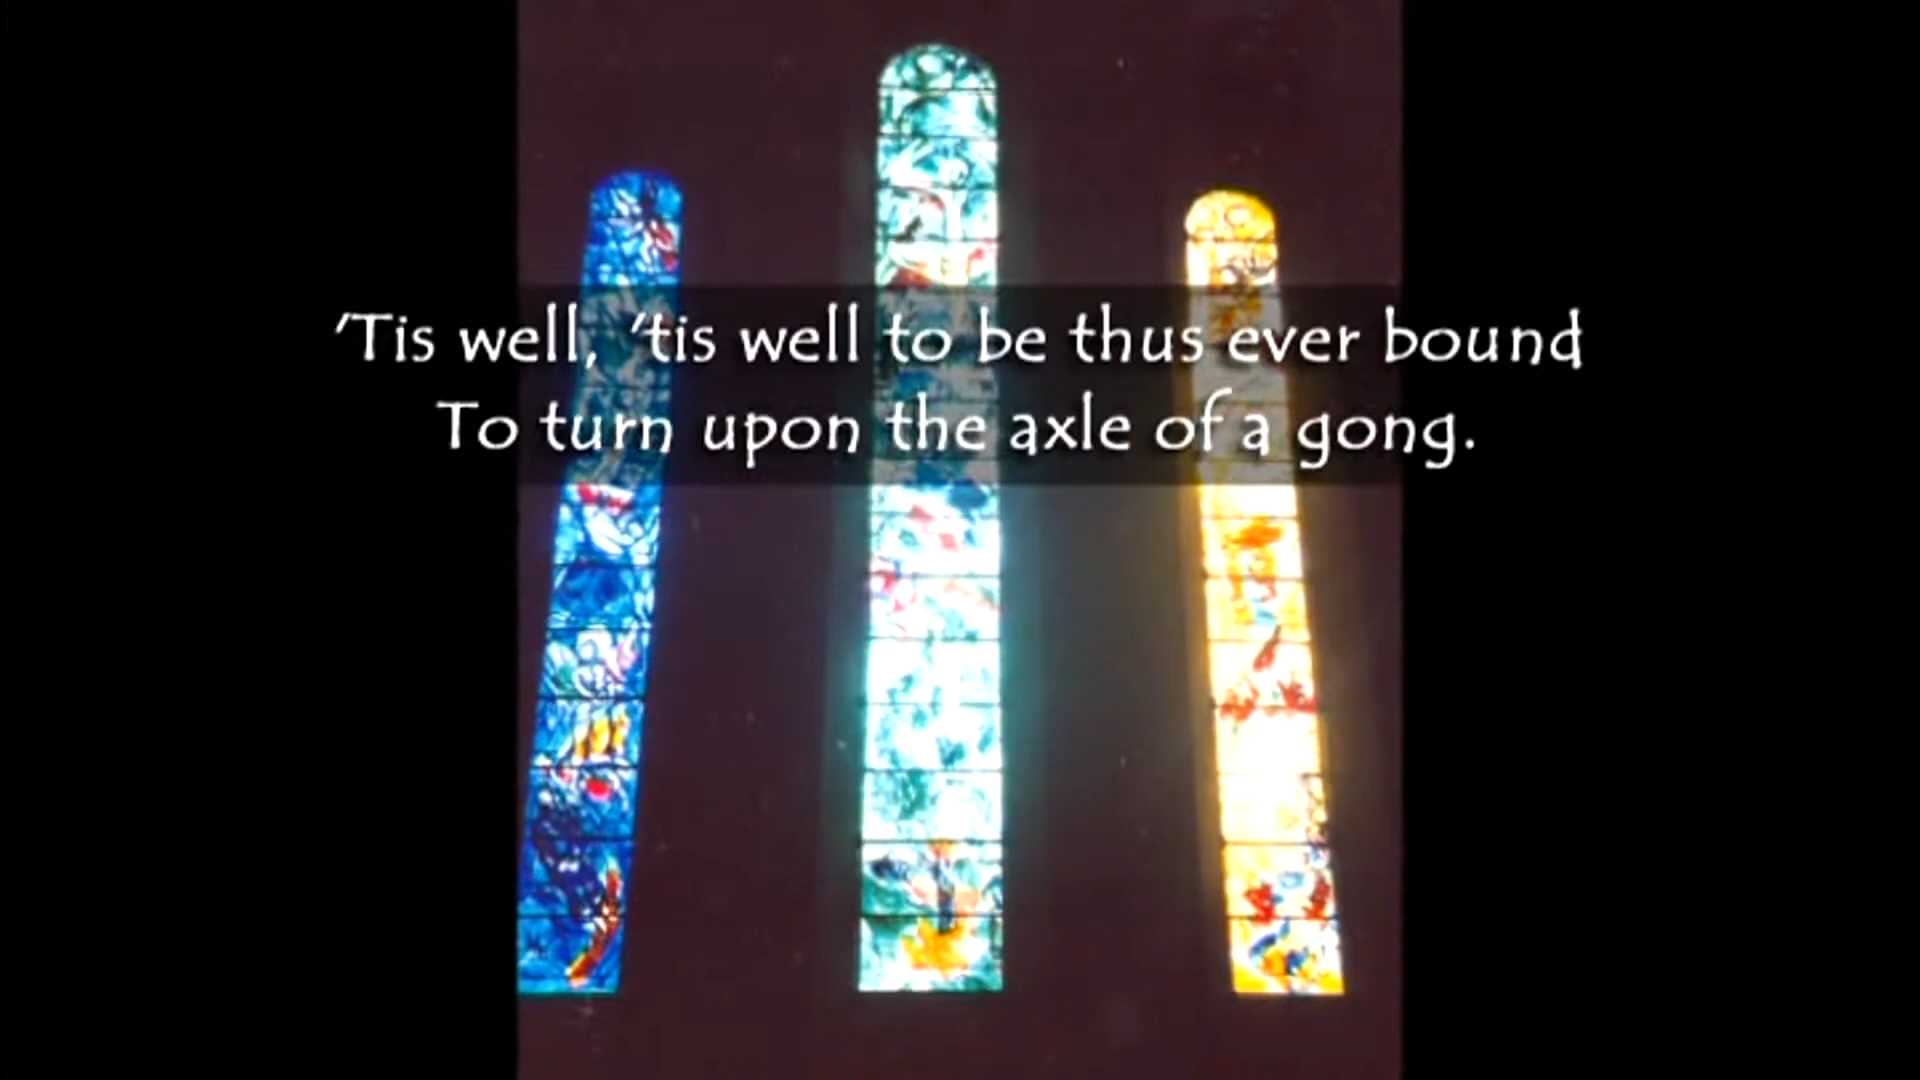 'Tis well, 'tis well to be thus ever bound
To turn upon the axle of a gong.